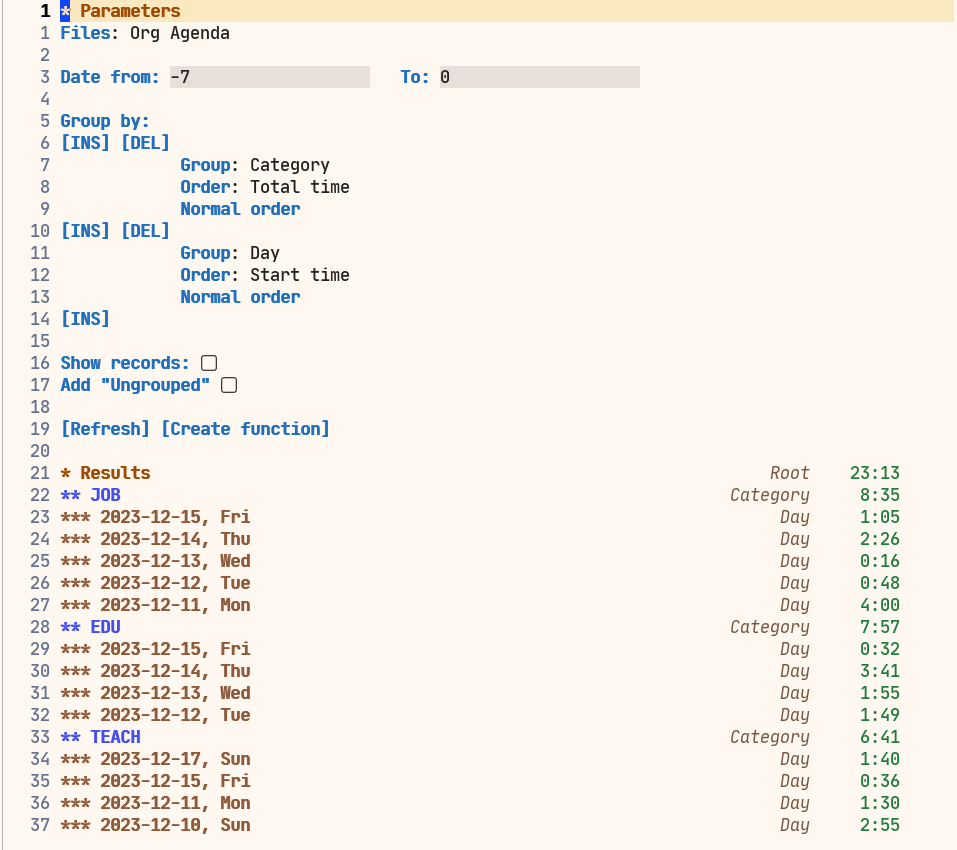 1 * Parameters
1 Files: Org Agenda
2
3 Date from: -7 To: 0
4
5 Group by:
6 [INS] [DEL]
7 Group: Category
8 Order: Total time
9 Normal order
10 [INS] [DEL]
11 Group: Day
12 Order: Start time
13 Normal order
14 [INS]
15
16 Show records:
17 Add "Ungrouped"
18
19 [Refresh] [Create function]
20
21 * Results Root 23:13
22 ** JOB Category 8:35
23 *** 2023-12-15, Fri Day 1:05
24 *** 2023-12-14, Thu Day 2:26
25 *** 2023-12-13, Wed Day 0:16
26 *** 2023-12-12, Tue Day 0:48
27 *** 2023-12-11, Mon Day 4:00
28 ** EDU Category 7:57
29 *** 2023-12-15, Fri Day 0:32
30 *** 2023-12-14, Thu Day 3:41
31 *** 2023-12-13, Wed Day 1:55
32 *** 2023-12-12, Tue Day 1:49
33 ** TEACH Category 6:41
34 *** 2023-12-17, Sun Day 1:40
35 *** 2023-12-15, Fri Day 0:36
36 *** 2023-12-11, Mon Day 1:30
37 *** 2023-12-10, Sun Day 2:55